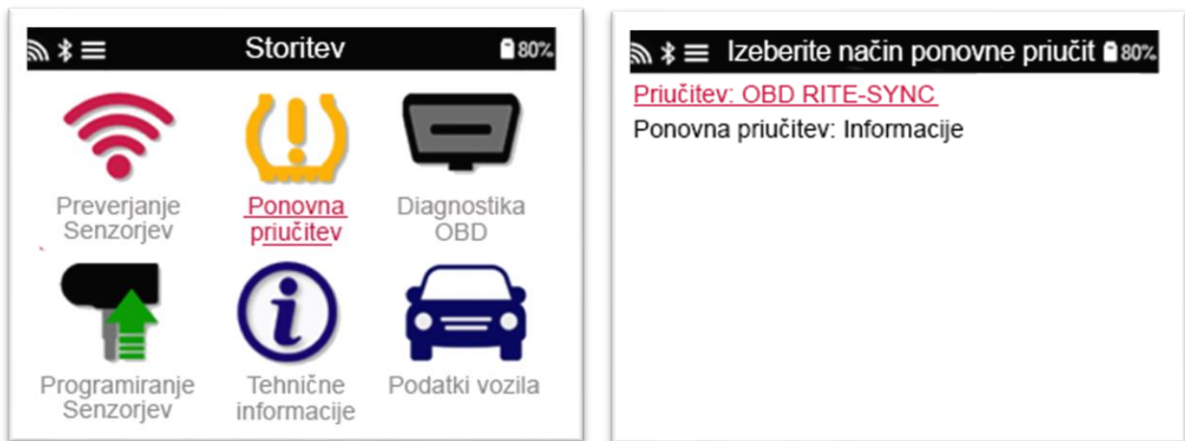 Storitev
80%
Preverjanje
Senzorjev
Ponovna
priučitev
Diagnostika
OBD
Programiranje
Senzorjev
Tehnične
informacije
Podatki vozila
Izeberite način ponovne priučit
80%
Priučitev: OBD RITE-SYNC
Ponovna priučitev: Informacije